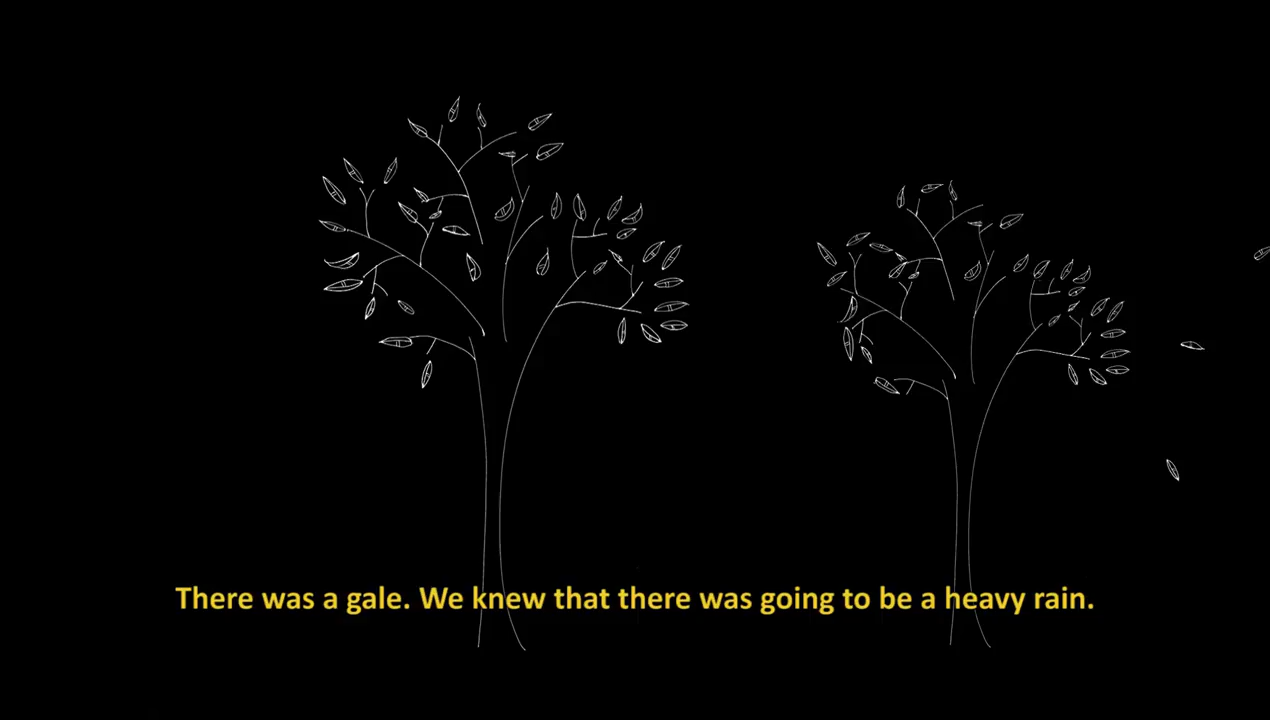 There was a gale. We knew that there was going to be a heavy rain.